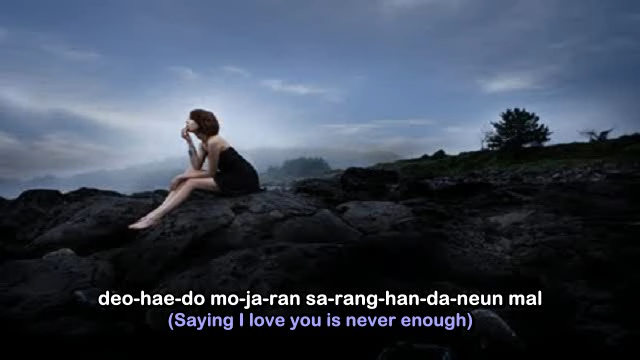 deo-hae-do mo-ja-ran sa-rang-han-da-neun mal
(Saying I love you is never enough)